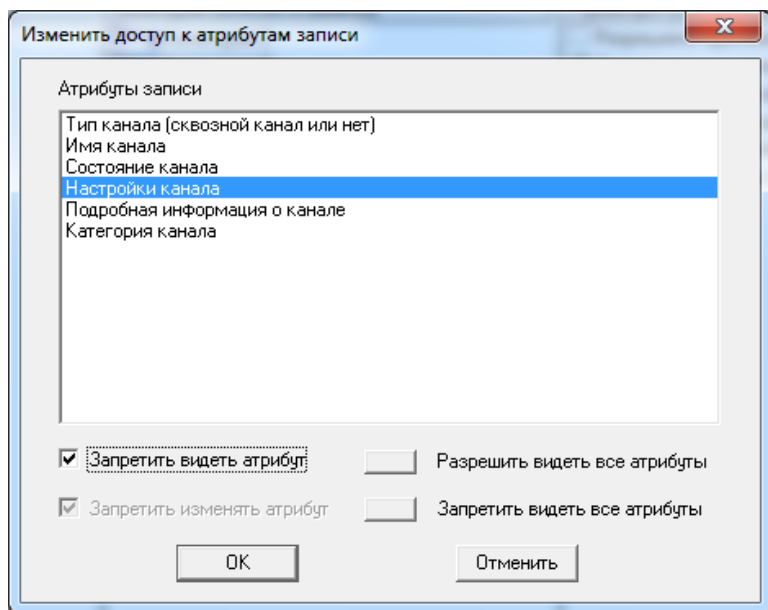 Изменить доступ к атрибутам записи
Атрибуты записи
Тип канала (сквозной канал или нет)
Имя канала
Состояние канала
Настройки канала
Подробная информация о канале
Категория канала
Запретить видеть атрибут
Разрешить видеть все атрибуты
Запретить изменять атрибут
Запретить видеть все атрибуты
OK
Отменить